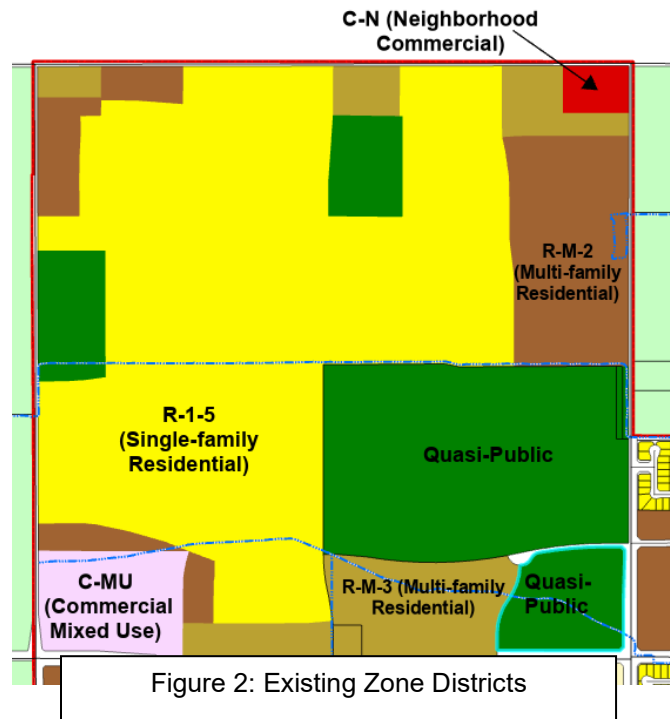 C-N (Neighborhood
Commercial)
R-M-2
(Multi-family
Residential)
R-1-5
(Single-family
Residential)
Quasi-Public
C-MU
(Commercial
Mixed Use)
R-M-3 (Multi-family
Residential)
Quasi-
Public
Figure 2: Existing Zone Districts